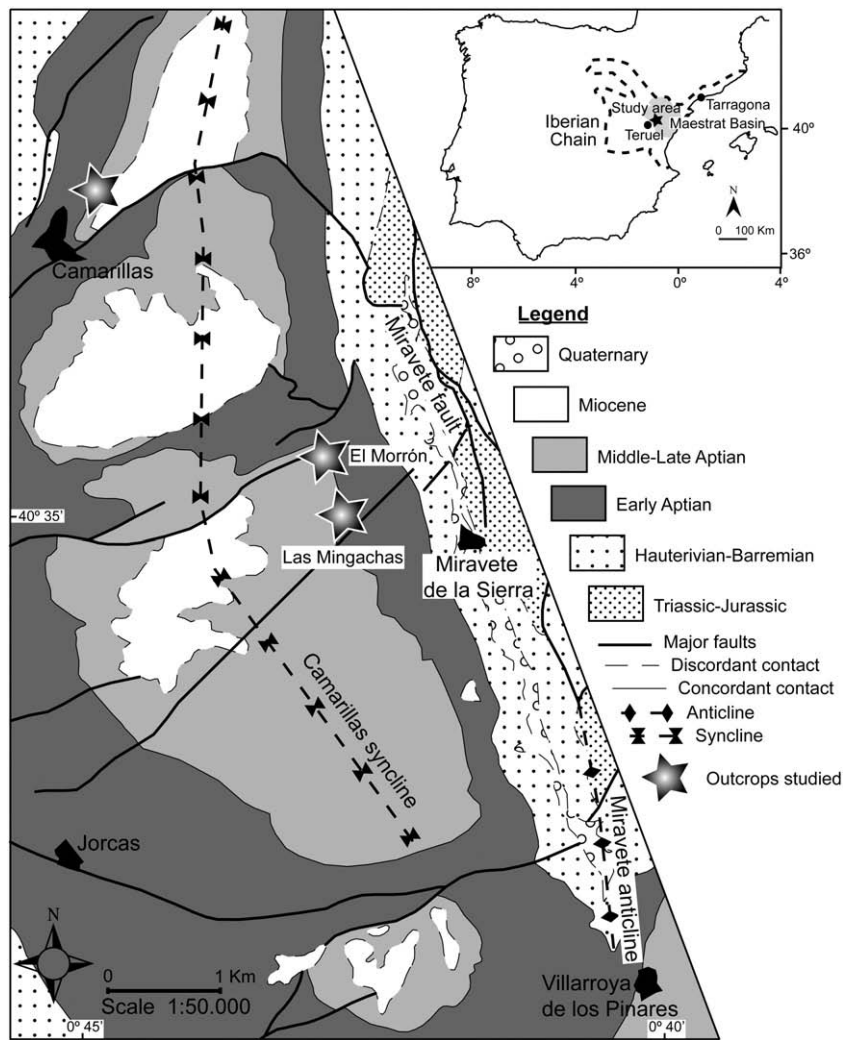 Camarillas
Miravete fault
El Morrón
40º 35'
Las Mingachas
Miravete
de la Sierra
Camarillas syncline
Jorcas
Miravete anticline
N
0 1 Km
Scale 1:50.000
Villarroya
de los Pinares
0º 45'
0º 40'
Study area
Tarragona
Iberian
Chain
Teruel
Maestrat Basin
40º
N
0 100 Km
36º
8º 4º 0º 4º
Legend
Quaternary
Miocene
Middle-Late Aptian
Early Aptian
Hauterivian-Barremian
Triassic-Jurassic
Major faults
Discordant contact
Concordant contact
Anticline
Syncline
Outcrops studied